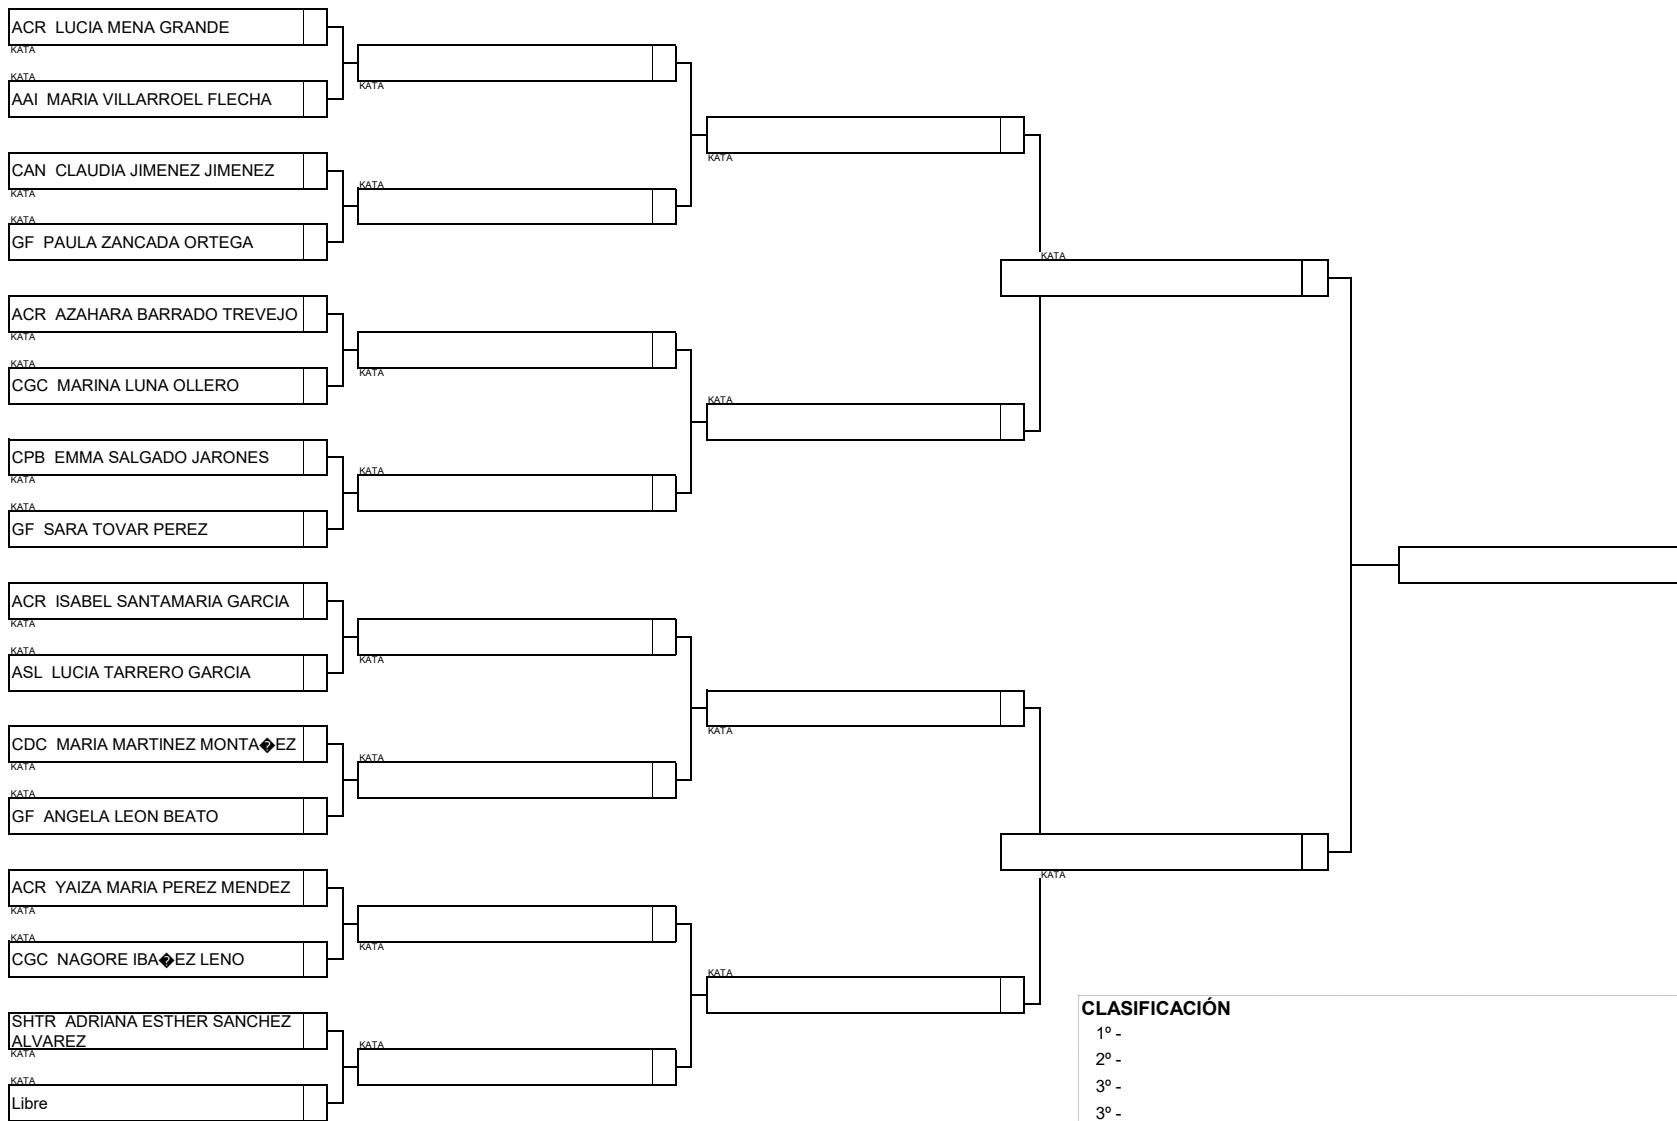 ACR LUCIA MENA GRANDE
KATA
KATA
AAI MARIA VILLARROEL FLECHA
CAN CLAUDIA JIMENEZ JIMENEZ
KATA
KATA
GF PAULA ZANCADA ORTEGA
ACR AZAHARA BARRADO TREVEJO
KATA
KATA
CGC MARINA LUNA OLLERO
CPB EMMA SALGADO JARONES
KATA
KATA
GF SARA TOVAR PEREZ
ACR ISABEL SANTAMARIA GARCIA
KATA
KATA
ASL LUCIA TARRERO GARCIA
CDC MARIA MARTINEZ MONTA�EZ
KATA
KATA
GF ANGELA LEON BEATO
ACR YAIZA MARIA PEREZ MENDEZ
KATA
KATA
CGC NAGORE IBA�EZ LENO
SHTR ADRIANA ESTHER SANCHEZ
ALVAREZ
KATA
KATA
Libre
KATA
KATA
KATA
KATA
KATA
KATA
KATA
KATA
KATA
KATA
KATA
KATA
KATA
KATA
CLASIFICACIÓN
1º -
2º -
3º -
3º -